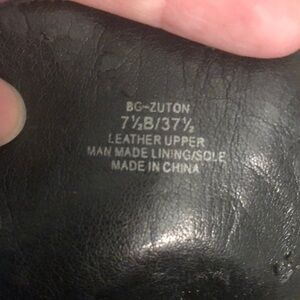 BG-ZUTON
7½B/37½
LEATHER UPPER
MAN MADE LINING/SOLE
MADE IN CHINA